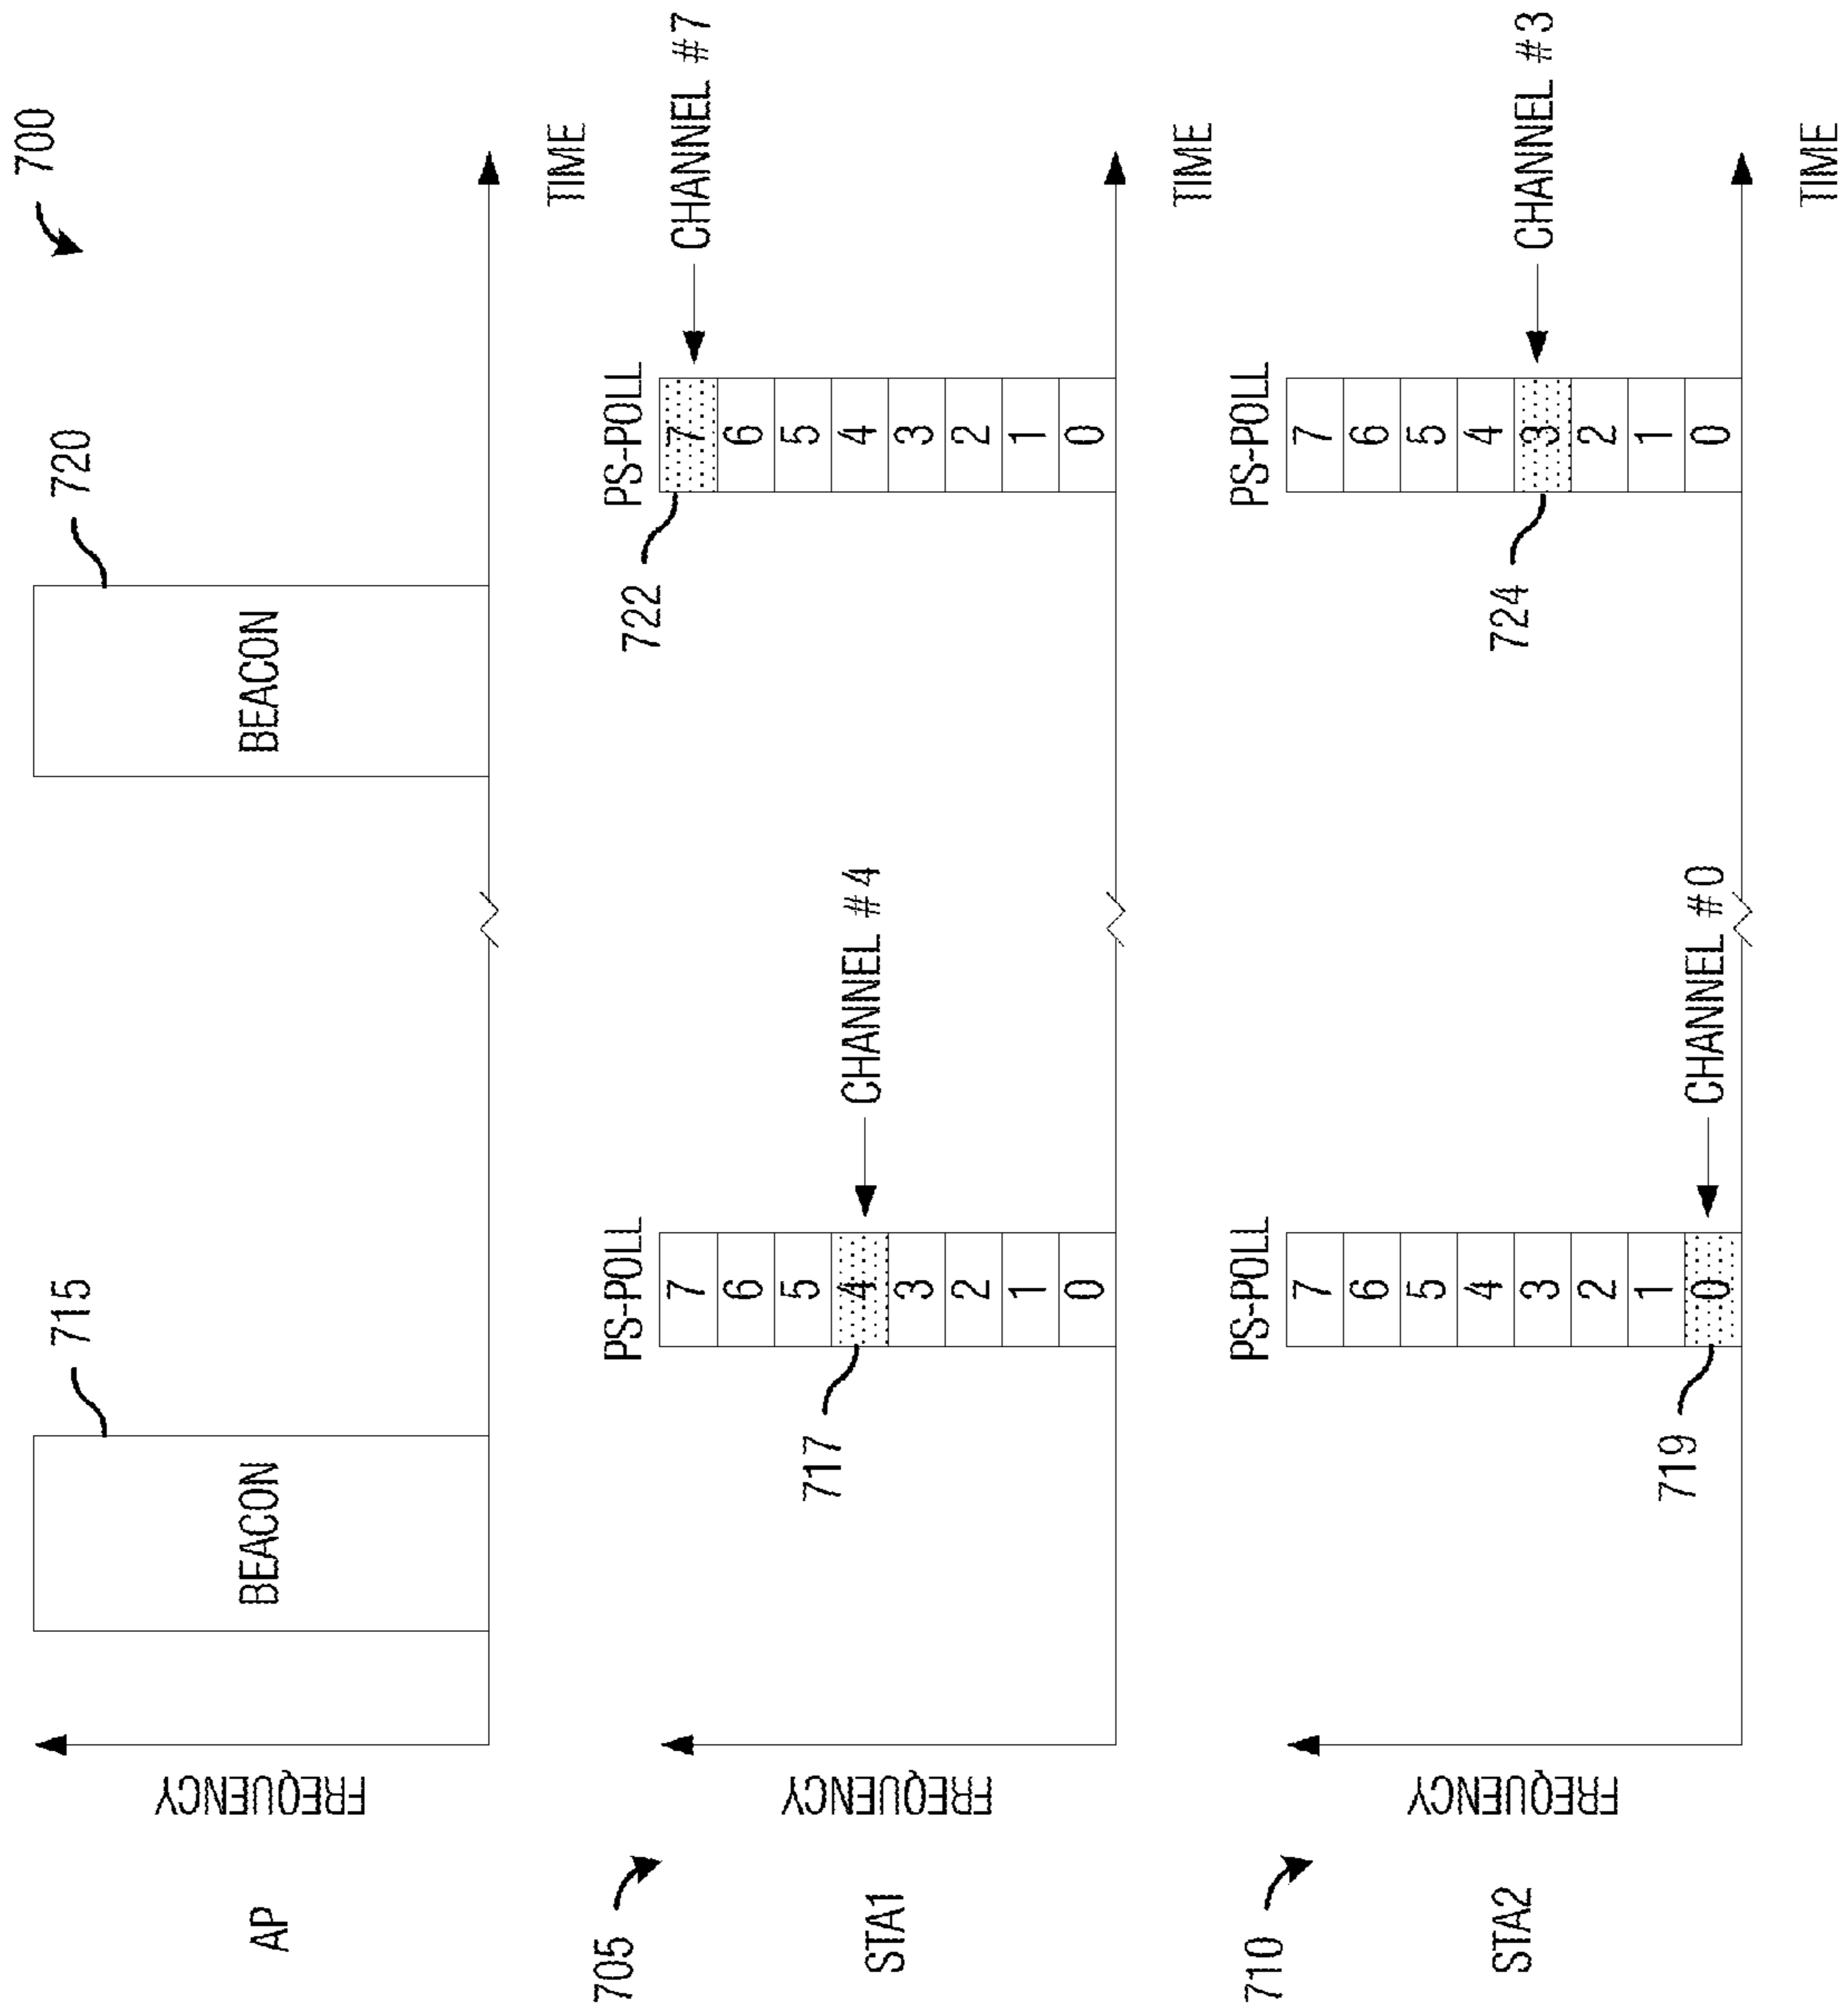 700
AP
FREQUENCY
BEACON
715
BEACON
720
TIME
705
STA1
FREQUENCY
PS-POLL
7
6
5
4
3
2
1
0
717
CHANNEL #4
PS-POLL
7
6
5
4
3
2
1
0
722
CHANNEL #7
TIME
710
STA2
FREQUENCY
PS-POLL
7
6
5
4
3
2
1
0
719
CHANNEL #0
PS-POLL
7
6
5
4
3
2
1
0
724
CHANNEL #3
TIME